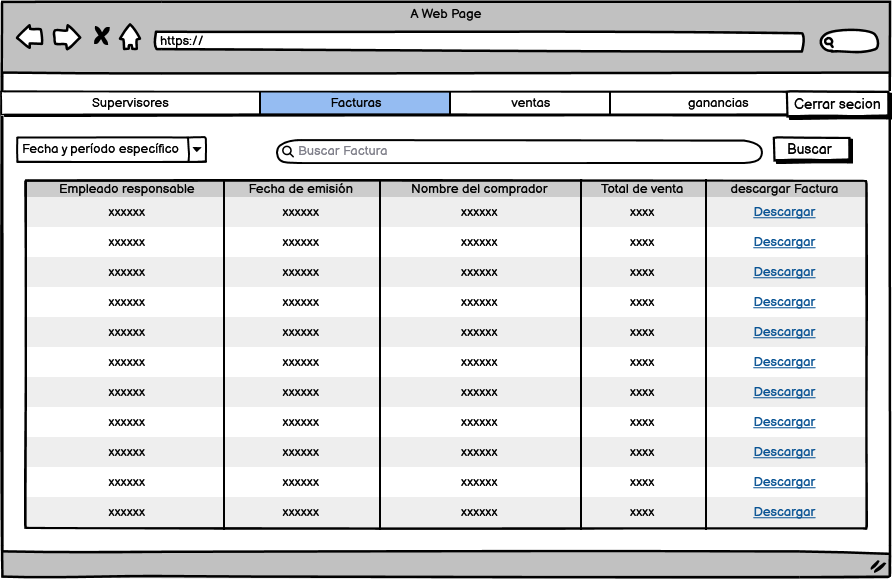 A Web Page
https://
Supervisores Facturas ventas ganancias Cerrar secion
Fecha y período específico Buscar Factura Buscar
Empleado responsable Fecha de emisión Nombre del comprador Total de venta descargar Factura
xxxxxx xxxxxx xxxxxx xxxx Descargar
xxxxxx xxxxxx xxxxxx xxxx Descargar
xxxxxx xxxxxx xxxxxx xxxx Descargar
xxxxxx xxxxxx xxxxxx xxxx Descargar
xxxxxx xxxxxx xxxxxx xxxx Descargar
xxxxxx xxxxxx xxxxxx xxxx Descargar
xxxxxx xxxxxx xxxxxx xxxx Descargar
xxxxxx xxxxxx xxxxxx xxxx Descargar
xxxxxx xxxxxx xxxxxx xxxx Descargar
xxxxxx xxxxxx xxxxxx xxxx Descargar
xxxxxx xxxxxx xxxxxx xxxx Descargar